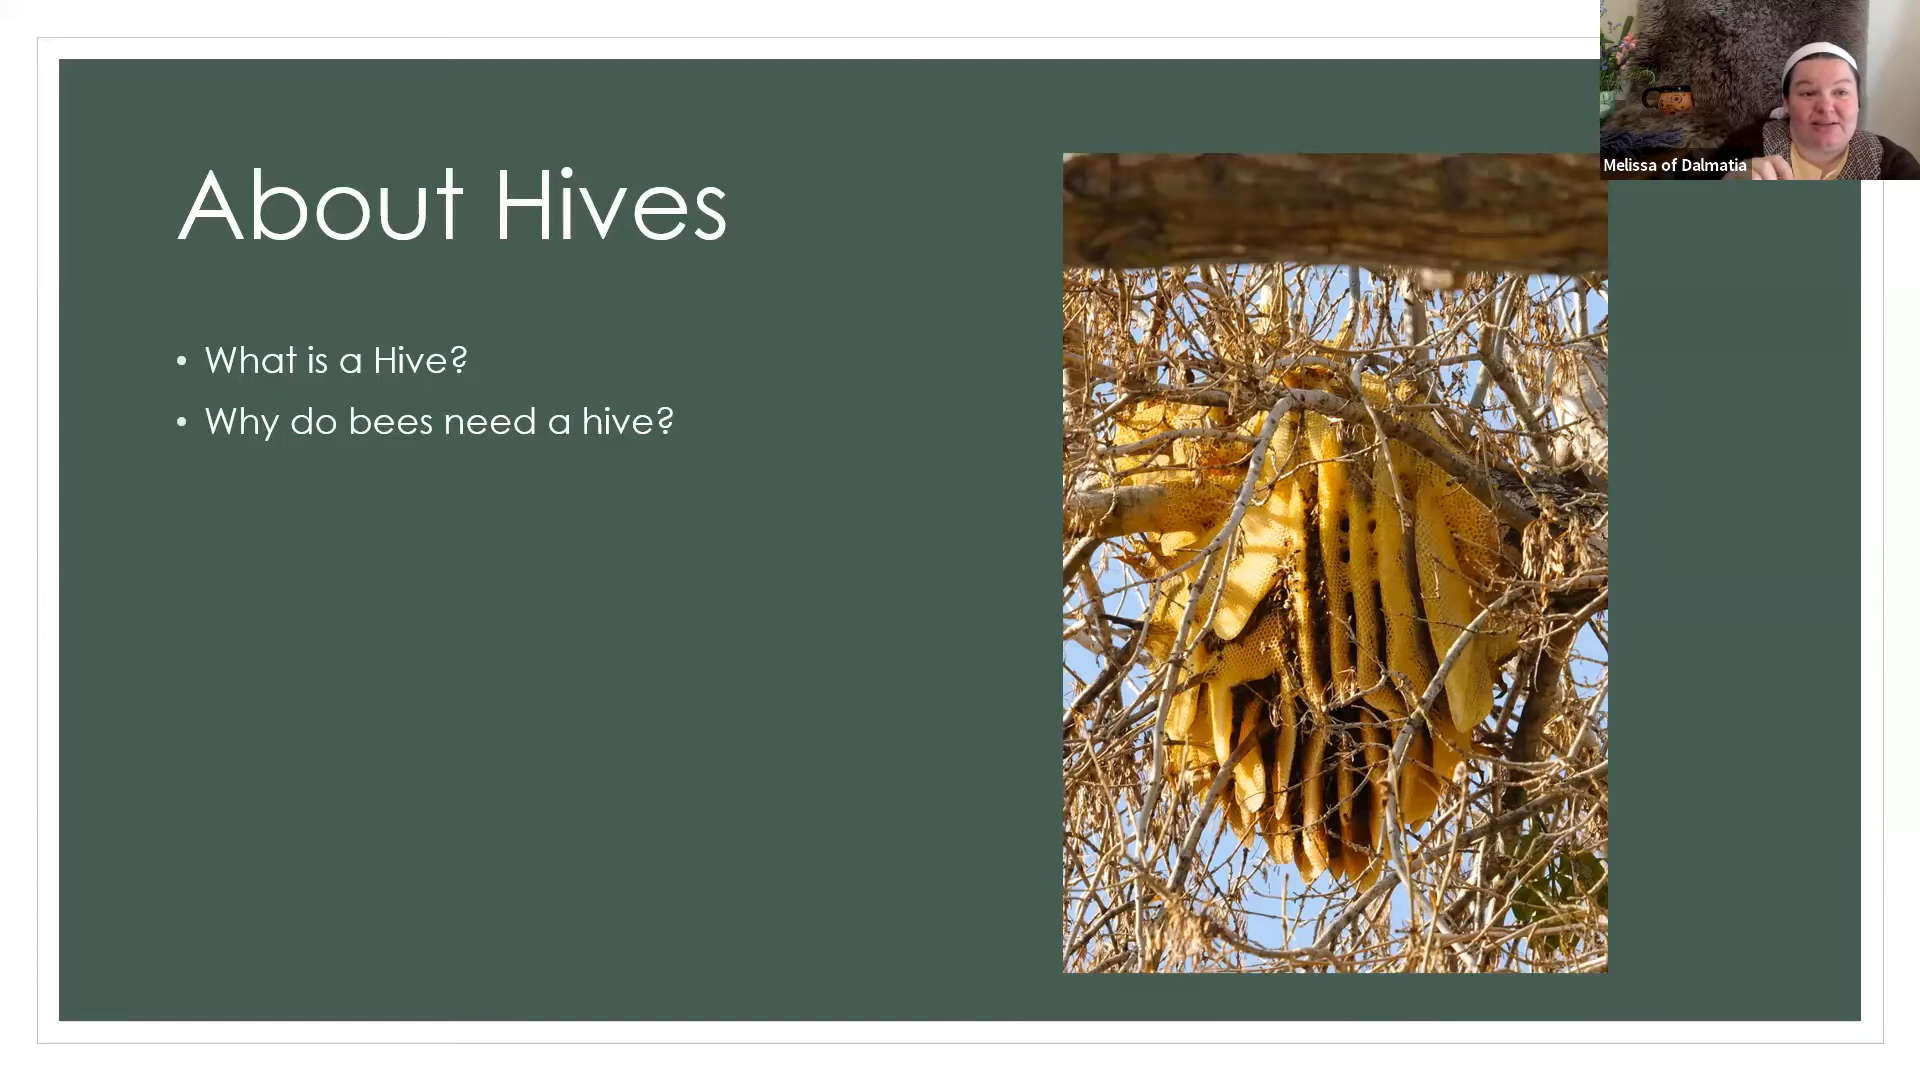 About Hives
• What is a Hive?
• Why do bees need a hive?
Melissa of Dalmatia